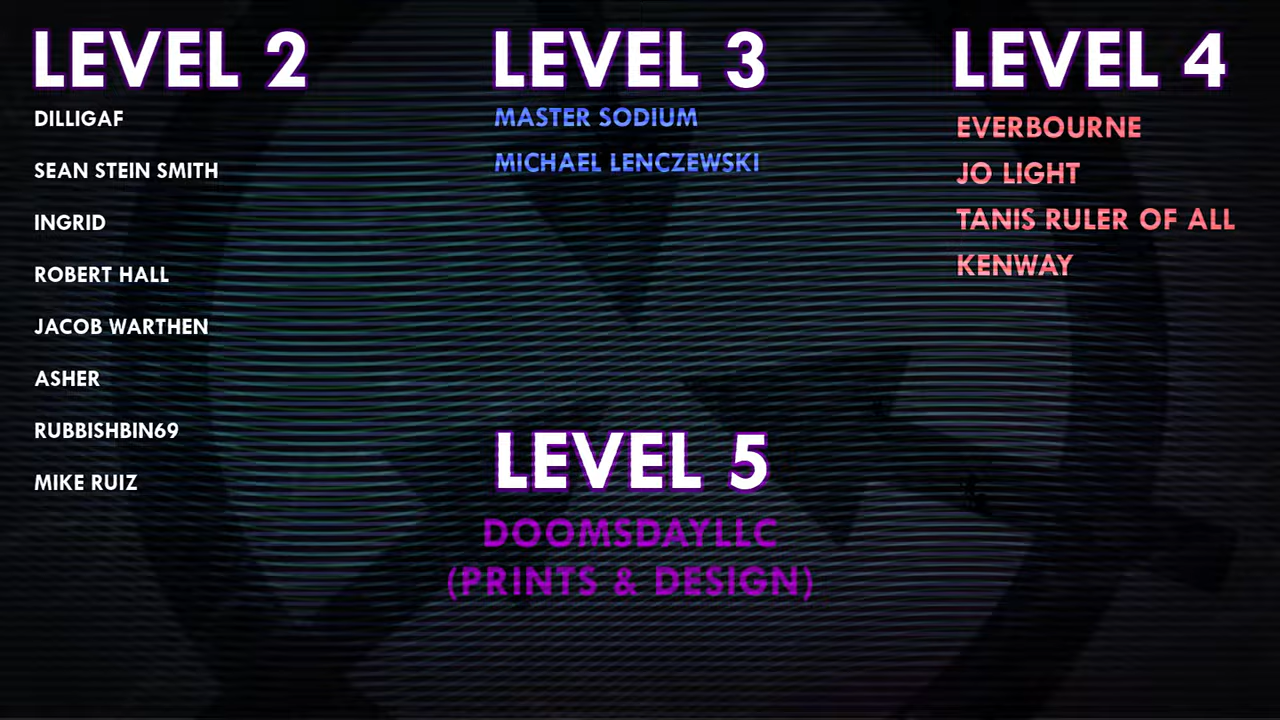 LEVEL 2
DILLIGAF
SEAN STEIN SMITH
INGRID
ROBERT HALL
JACOB WARTHEN
ASHER
RUBBISHBIN69
MIKE RUIZ
LEVEL 3
MASTER SODIUM
MICHAEL LENCZEWSKI
LEVEL 4
EVERBOURNE
JO LIGHT
TANIS RULER OF ALL
KENWAY
LEVEL 5
DOOMSDAYLLC
(PRINTS & DESIGN)